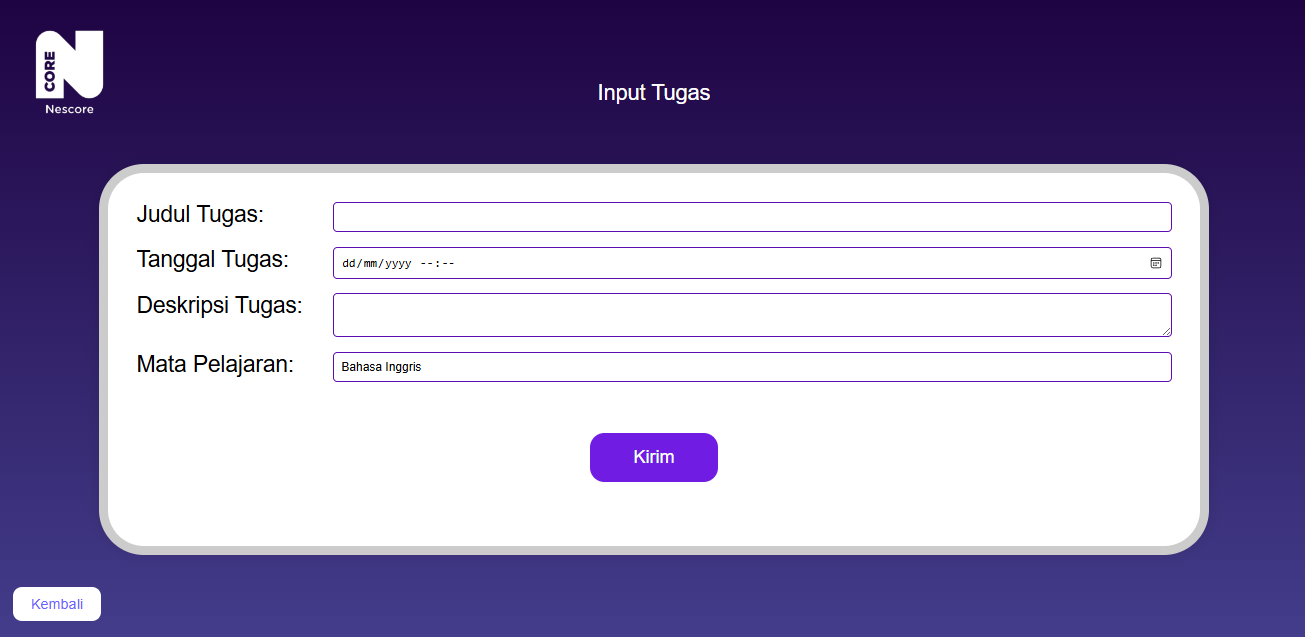 CORE
Nescore
Input Tugas
Judul Tugas:
Tanggal Tugas: dd/mm/yyyy --:--
Deskripsi Tugas:
Mata Pelajaran: Bahasa Inggris
Kirim
Kembali